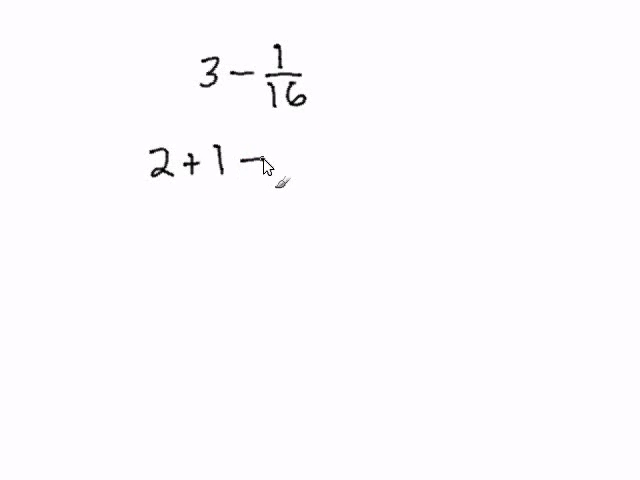 3 - 1/16
2 + 1 -